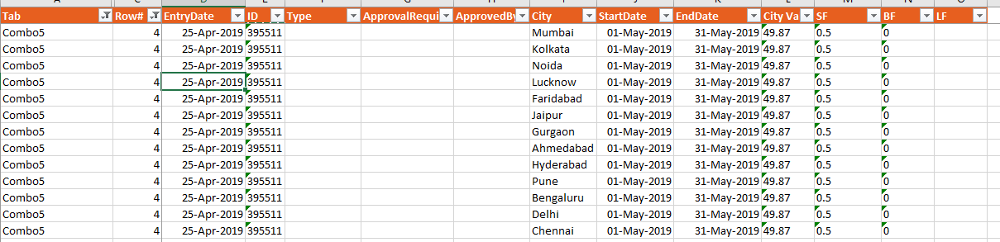 Tab Row# EntryDate ID Type ApprovalRequi ApprovedBy City StartDate EndDate City Va SF BF LF
Combo5 4 25-Apr-2019 395511 Mumbai 01-May-2019 31-May-2019 49.87 0.5 0
Combo5 4 25-Apr-2019 395511 Kolkata 01-May-2019 31-May-2019 49.87 0.5 0
Combo5 4 25-Apr-2019 395511 Noida 01-May-2019 31-May-2019 49.87 0.5 0
Combo5 4 25-Apr-2019 395511 Lucknow 01-May-2019 31-May-2019 49.87 0.5 0
Combo5 4 25-Apr-2019 395511 Faridabad 01-May-2019 31-May-2019 49.87 0.5 0
Combo5 4 25-Apr-2019 395511 Jaipur 01-May-2019 31-May-2019 49.87 0.5 0
Combo5 4 25-Apr-2019 395511 Gurgaon 01-May-2019 31-May-2019 49.87 0.5 0
Combo5 4 25-Apr-2019 395511 Ahmedabad 01-May-2019 31-May-2019 49.87 0.5 0
Combo5 4 25-Apr-2019 395511 Hyderabad 01-May-2019 31-May-2019 49.87 0.5 0
Combo5 4 25-Apr-2019 395511 Pune 01-May-2019 31-May-2019 49.87 0.5 0
Combo5 4 25-Apr-2019 395511 Bengaluru 01-May-2019 31-May-2019 49.87 0.5 0
Combo5 4 25-Apr-2019 395511 Delhi 01-May-2019 31-May-2019 49.87 0.5 0
Combo5 4 25-Apr-2019 395511 Chennai 01-May-2019 31-May-2019 49.87 0.5 0